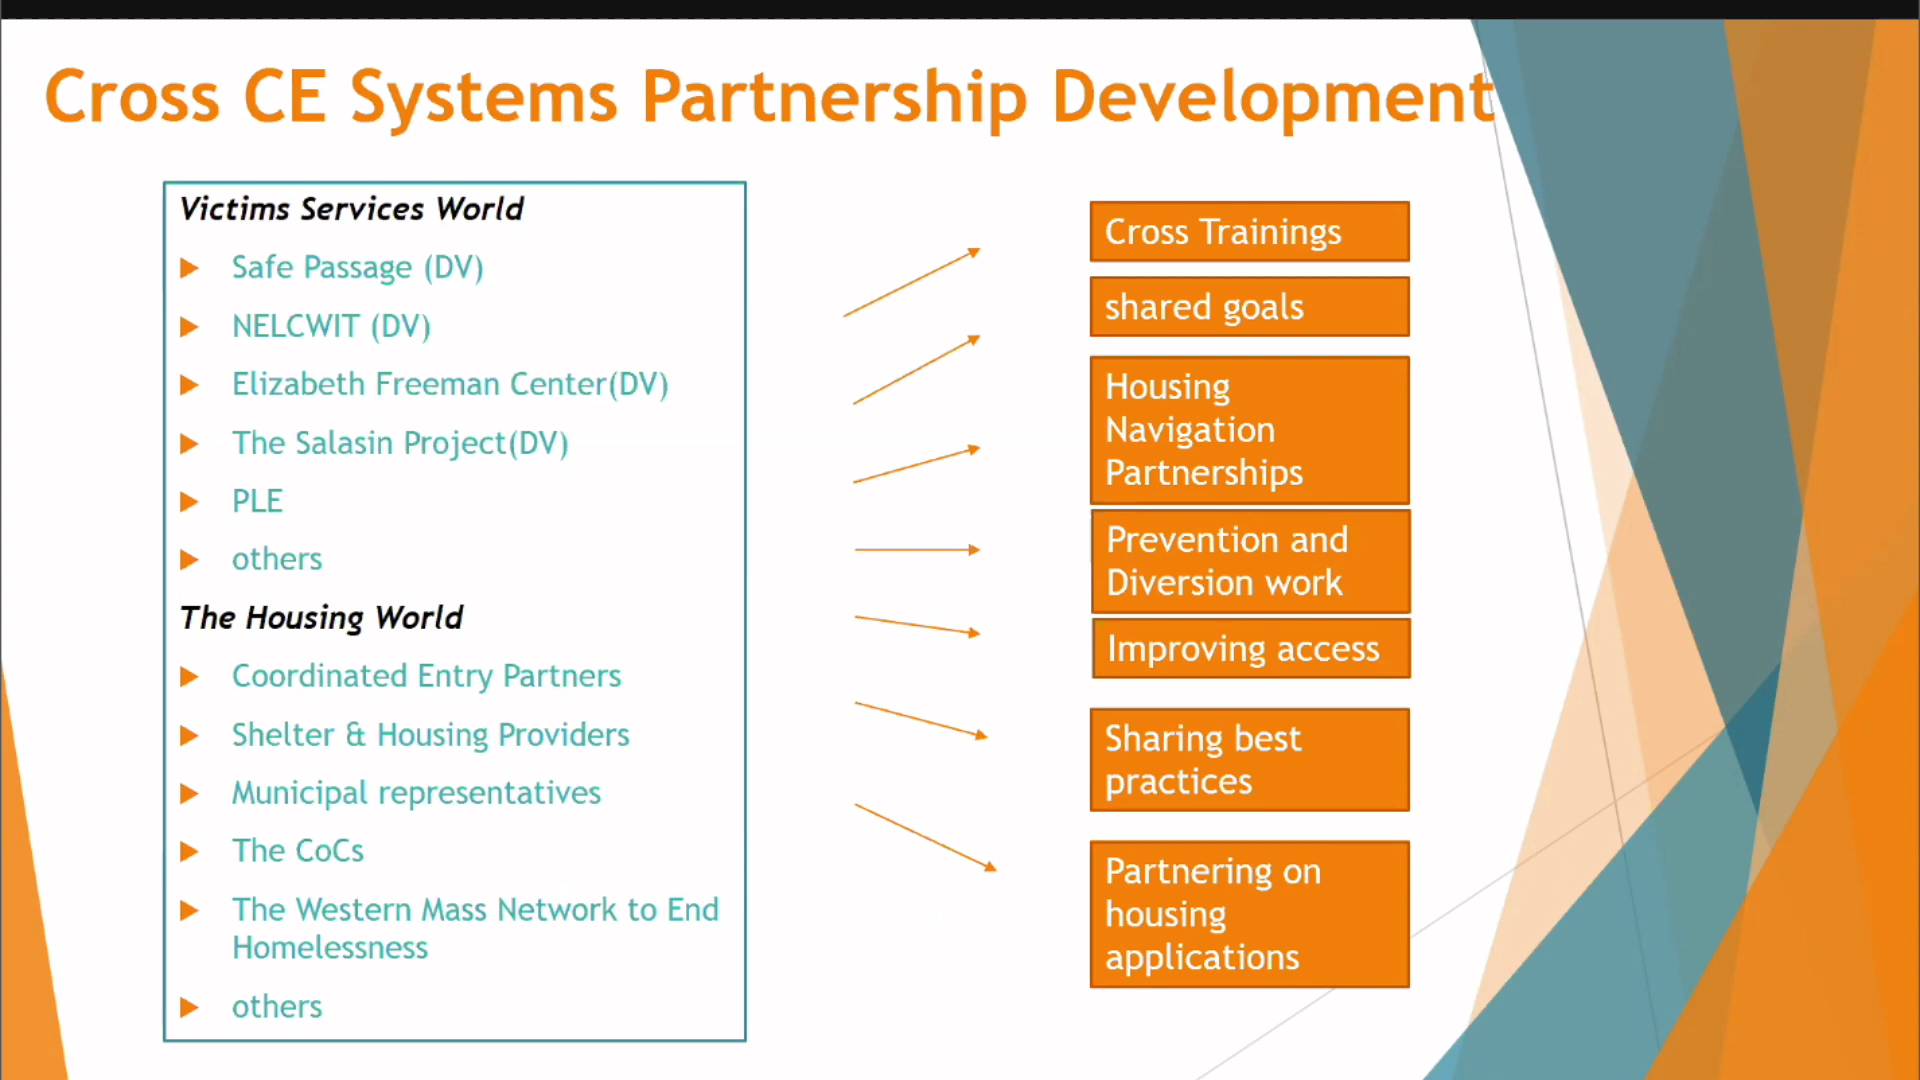 Cross CE Systems Partnership Development
Victims Services World
Safe Passage (DV)
NELCWIT (DV)
Elizabeth Freeman Center(DV)
The Salasin Project(DV)
PLE
others
The Housing World
Coordinated Entry Partners
Shelter & Housing Providers
Municipal representatives
The CoCs
The Western Mass Network to End
Homelessness
others
Cross Trainings
shared goals
Housing
Navigation
Partnerships
Prevention and
Diversion work
Improving access
Sharing best
practices
Partnering on
housing
applications